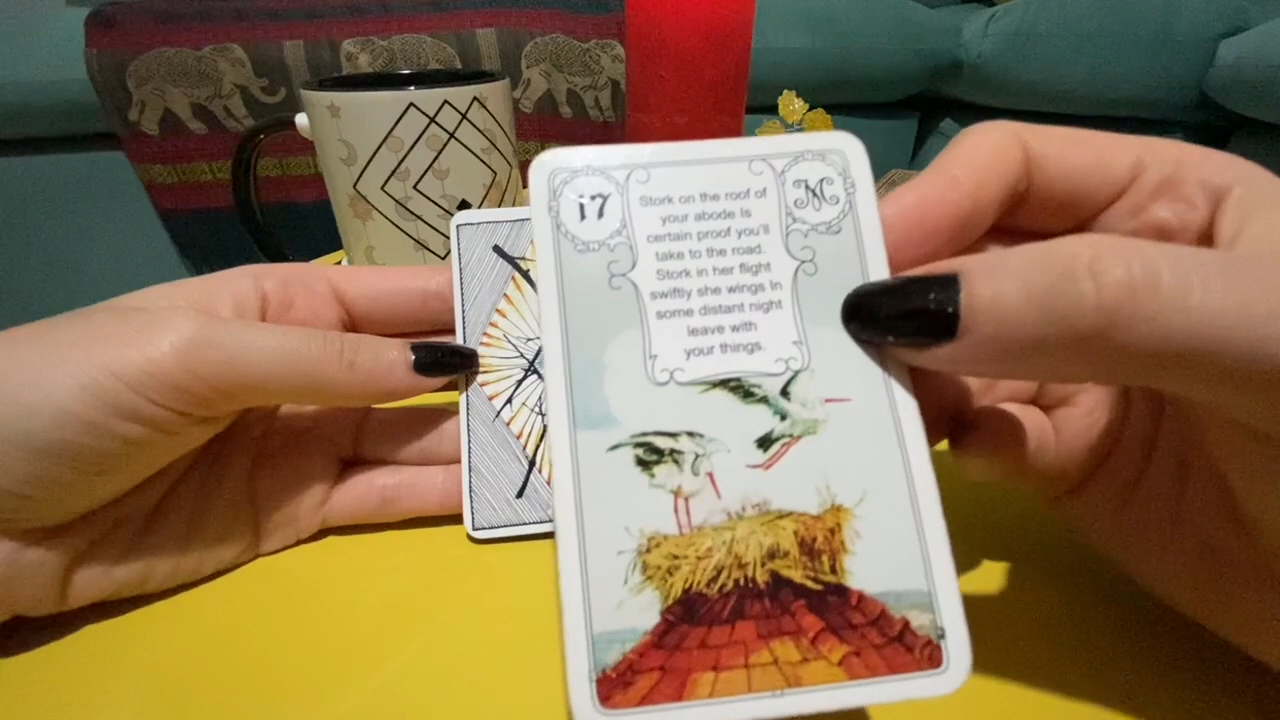 17
Stork on the roof of
your abode is
certain proof you'll
take to the road.
Stork in her flight
swiftly she wings in
some distant night
leave with
your things.
M